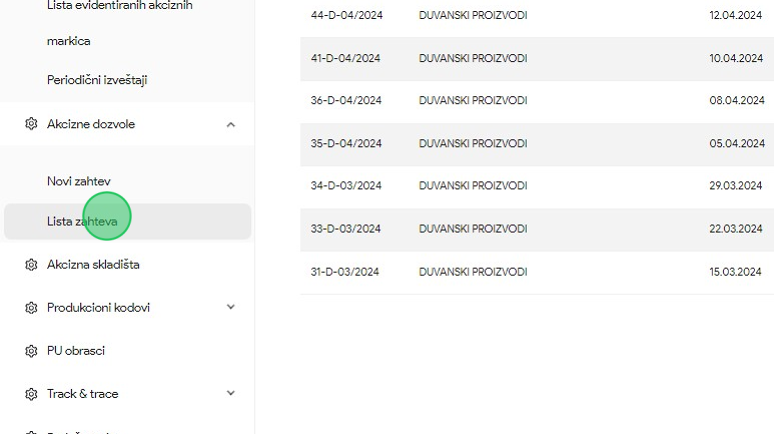 Lista evidentiranih akciznih
markica
Periodični izveštaji
Akcizne dozvole
Novi zahtev
Lista zahteva
Akcizna skladišta
Produkcioni kodovi
PU obrasci
Track & trace
44-D-04/2024 DUVANSKI PROIZVODI 12.04.2024
41-D-04/2024 DUVANSKI PROIZVODI 10.04.2024
36-D-04/2024 DUVANSKI PROIZVODI 08.04.2024
35-D-04/2024 DUVANSKI PROIZVODI 05.04.2024
34-D-03/2024 DUVANSKI PROIZVODI 29.03.2024
33-D-03/2024 DUVANSKI PROIZVODI 22.03.2024
31-D-03/2024 DUVANSKI PROIZVODI 15.03.2024